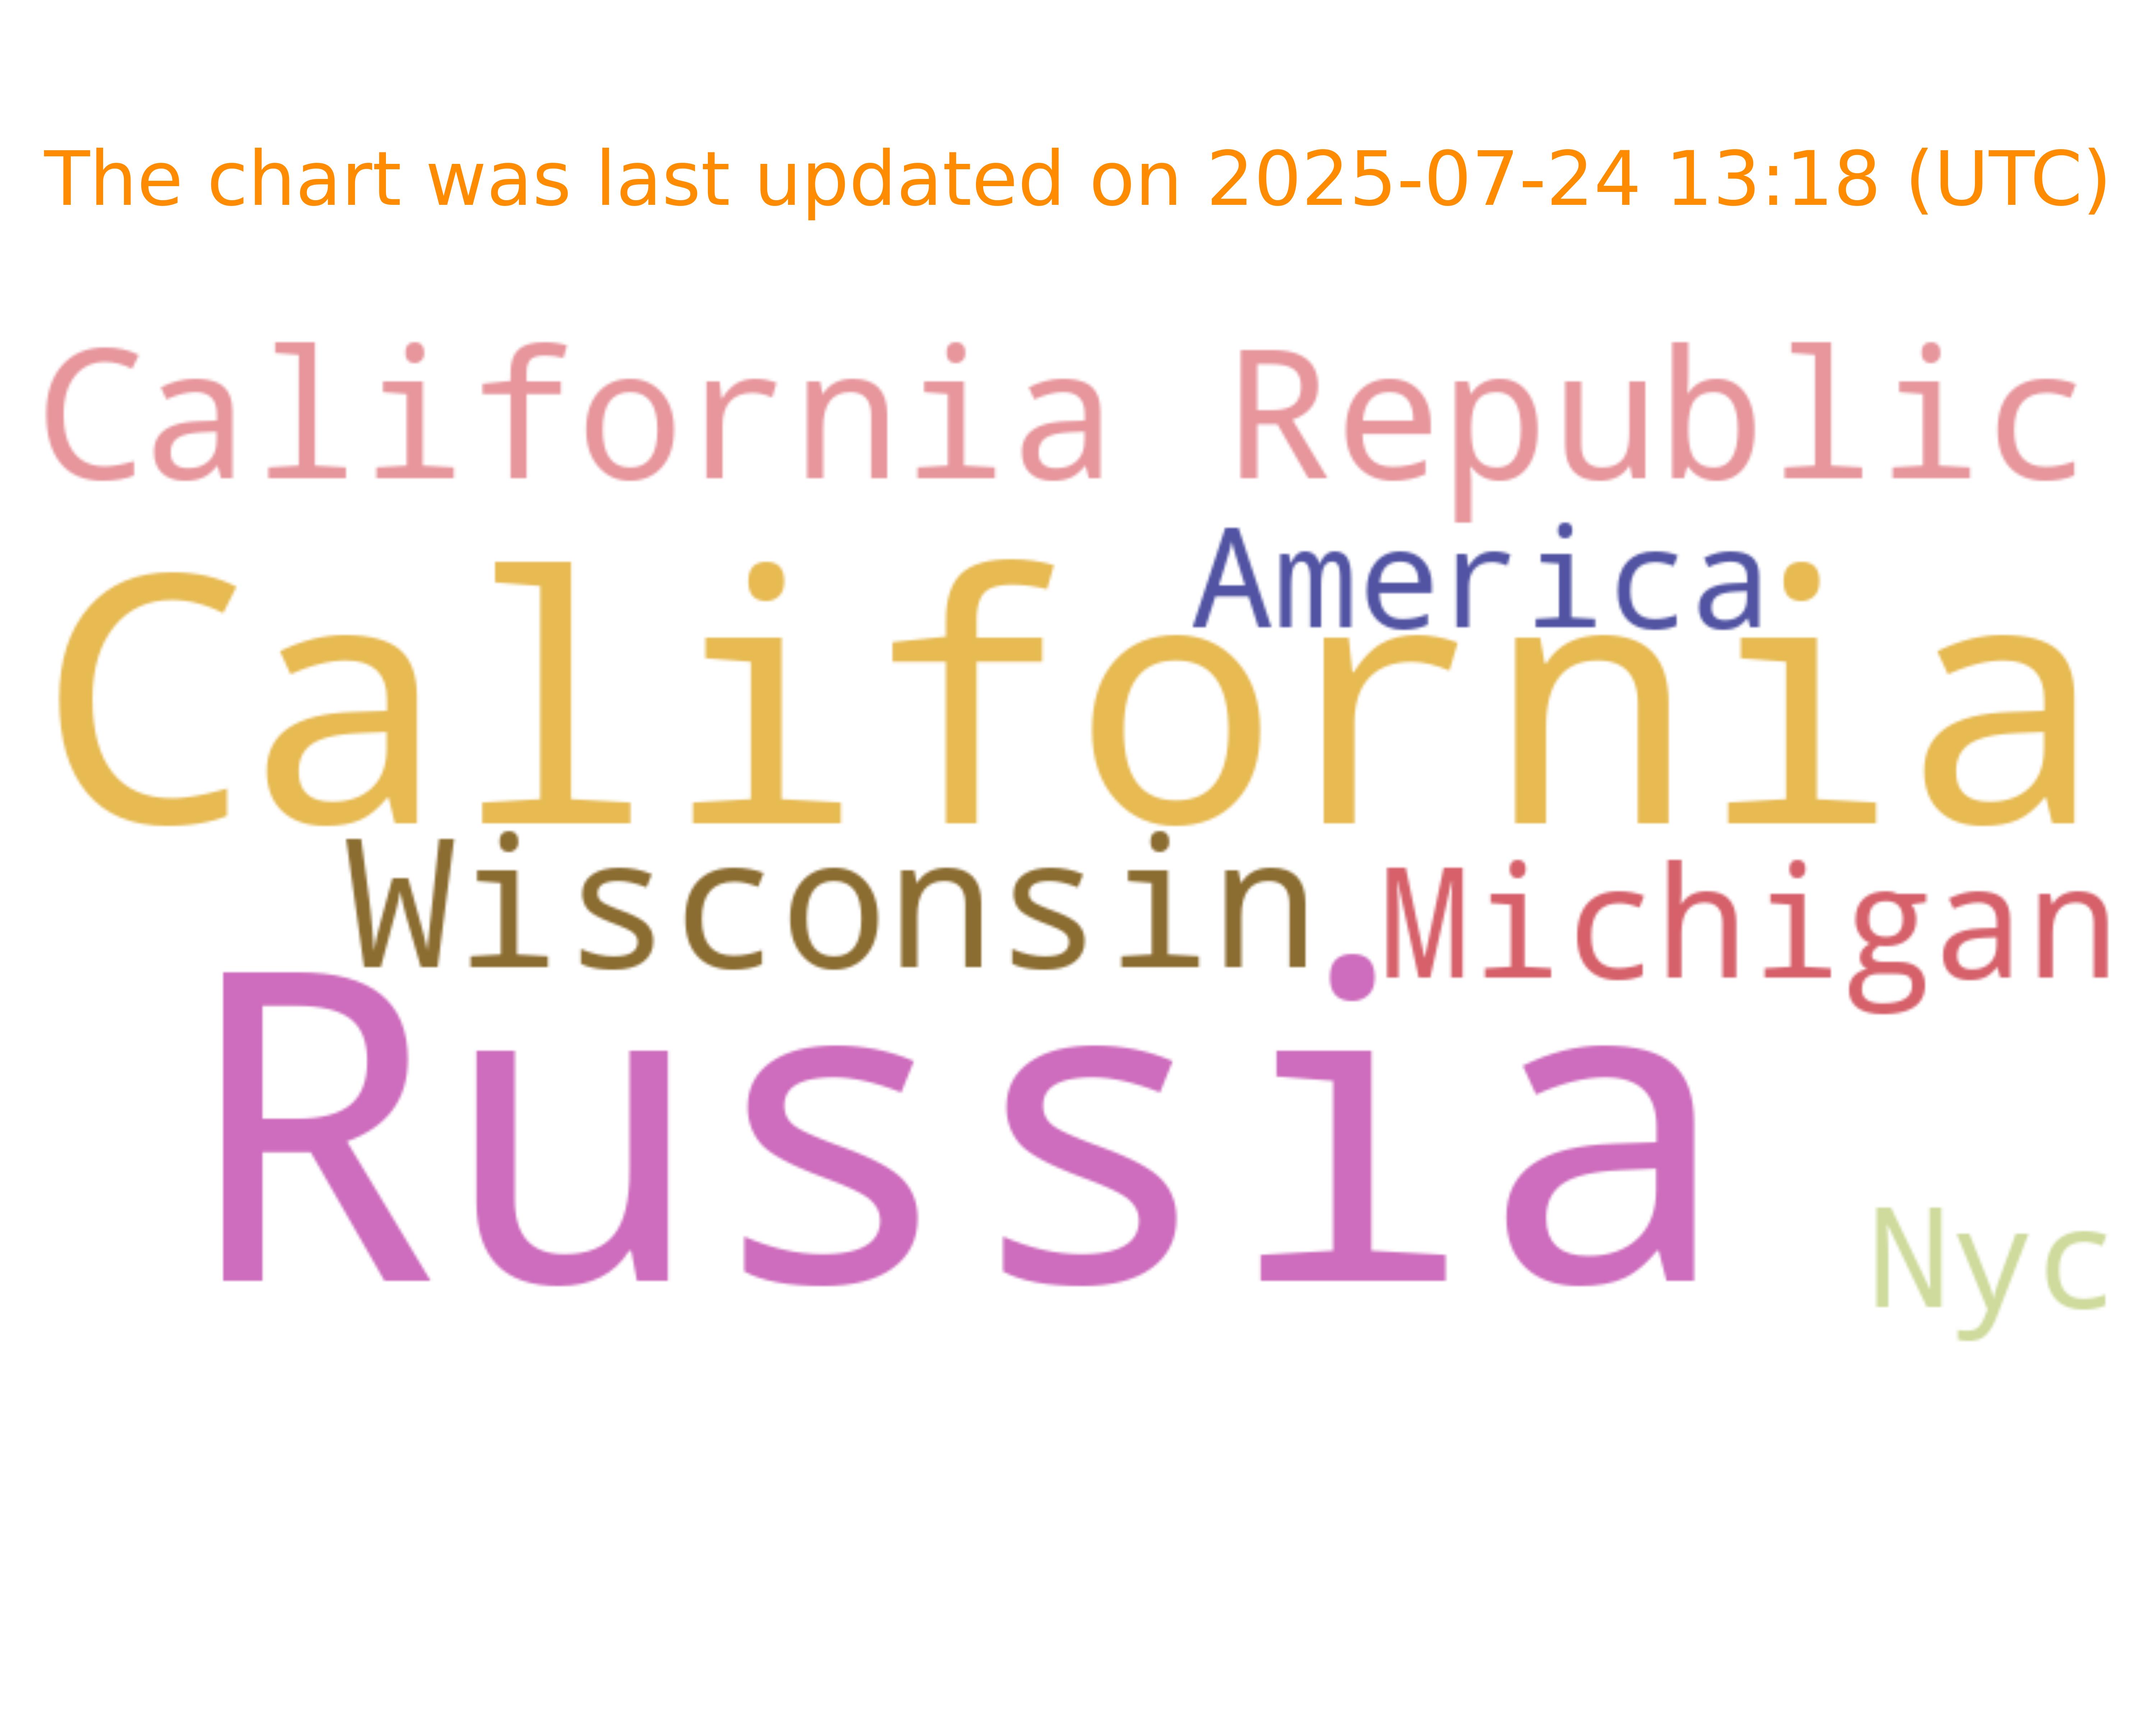 The chart was last updated on 2025-07-24 13:18 (UTC)
California Republic
America
California
Wisconsin
Michigan
Russia
Nyc